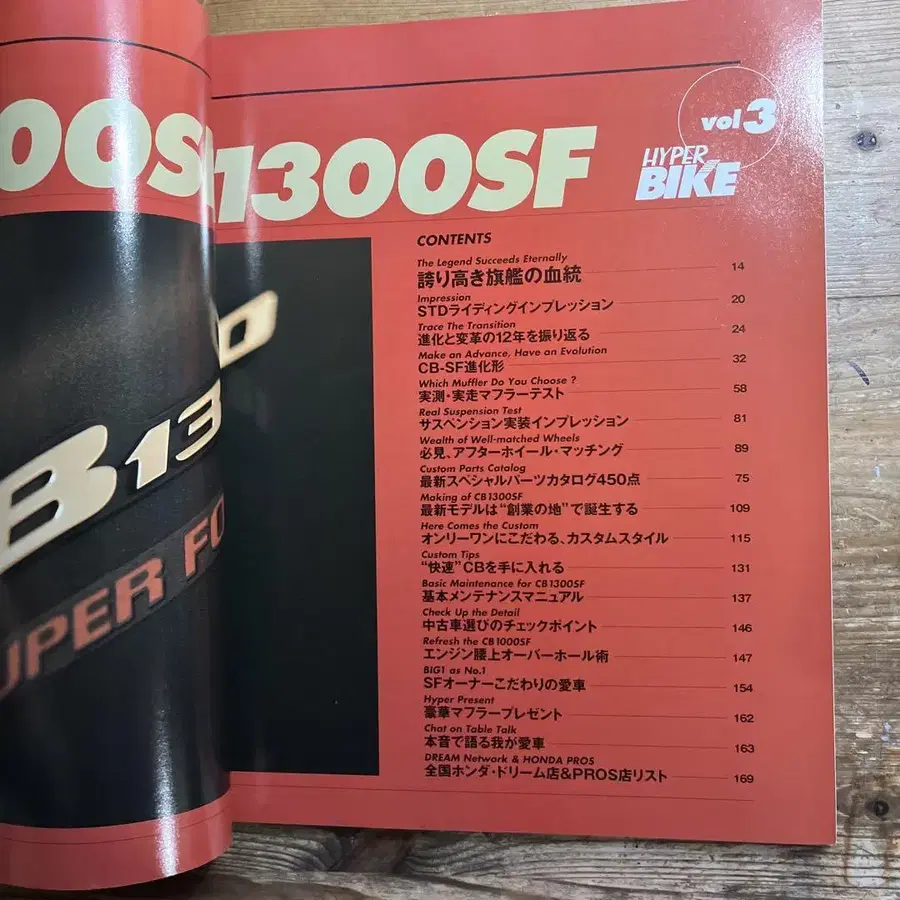 00S
1300SF
vol 3
HYPER
BIKE
B1300
SUPER FO
CONTENTS
The Legend Succeeds Eternally
誇り高き旗艦の血統 14
Impression
STDライディングインプレッション 20
Trace The Transition
進化と変革の12年を振り返る 24
Make an Advance, Have an Evolution
CB-SF進化形 32
Which Muffler Do You Choose ?
実測・実走マフラーテスト 58
Real Suspension Test
サスペンション実装インプレッション 81
Wealth of Well-matched Wheels
必見、アフターホイール・マッチング 89
Custom Parts Catalog
最新スペシャルパーツカタログ450点 75
Making of CB1300SF
最新モデルは“創業の地”で誕生する 109
Here Comes the Custom
オンリーワンにこだわる、カスタムスタイル 115
Custom Tips
“快速”CBを手に入れる 131
Basic Maintenance for CB1300SF
基本メンテナンスマニュアル 137
Check Up the Detail
中古車選びのチェックポイント 146
Refresh the CB1000SF
エンジン腰上オーバーホール術 147
BIG1 as No.1
SFオーナーこだわりの愛車 154
Hyper Present
豪華マフラープレゼント 162
Chat on Table Talk
本音で語る我が愛車 163
DREAM Network & HONDA PROS
全国ホンダ・ドリーム店&PROS店リスト 169